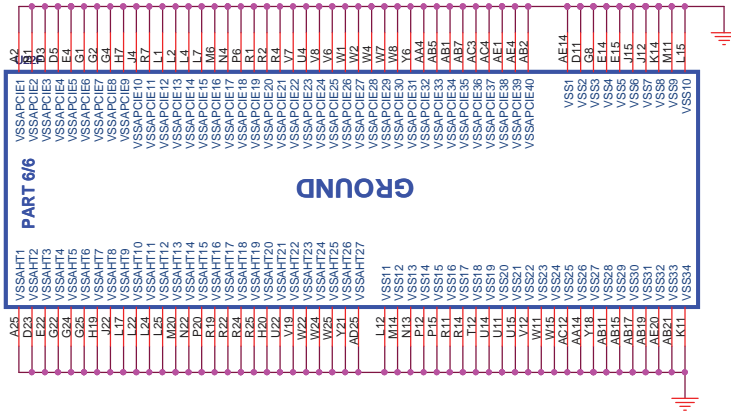 A2
B1
D3
D5
E4
G1
G2
G4
H7
J4
R7
L1
L2
L4
L7
M6
N4
P6
R1
R2
R4
V7
U4
V8
V6
W1
W2
W4
W7
W8
Y6
AA4
AB5
AB1
AB7
AC3
AC4
AE1
AE4
AB2
AE14
D11
G8
E14
E15
J15
J12
K14
M11
L15
VSSAPCIE1
VSSAPCIE2
VSSAPCIE3
VSSAPCIE4
VSSAPCIE5
VSSAPCIE6
VSSAPCIE7
VSSAPCIE8
VSSAPCIE9
VSSAPCIE10
VSSAPCIE11
VSSAPCIE12
VSSAPCIE13
VSSAPCIE14
VSSAPCIE15
VSSAPCIE16
VSSAPCIE17
VSSAPCIE18
VSSAPCIE19
VSSAPCIE20
VSSAPCIE21
VSSAPCIE22
VSSAPCIE23
VSSAPCIE24
VSSAPCIE25
VSSAPCIE26
VSSAPCIE27
VSSAPCIE28
VSSAPCIE29
VSSAPCIE30
VSSAPCIE31
VSSAPCIE32
VSSAPCIE33
VSSAPCIE34
VSSAPCIE35
VSSAPCIE36
VSSAPCIE37
VSSAPCIE38
VSSAPCIE39
VSSAPCIE40
VSS1
VSS2
VSS3
VSS4
VSS5
VSS6
VSS7
VSS8
VSS9
VSS10
PART 6/6
GROUND
VSSAHT1
VSSAHT2
VSSAHT3
VSSAHT4
VSSAHT5
VSSAHT6
VSSAHT7
VSSAHT8
VSSAHT9
VSSAHT10
VSSAHT11
VSSAHT12
VSSAHT13
VSSAHT14
VSSAHT15
VSSAHT16
VSSAHT17
VSSAHT18
VSSAHT19
VSSAHT20
VSSAHT21
VSSAHT22
VSSAHT23
VSSAHT24
VSSAHT25
VSSAHT26
VSSAHT27
VSS11
VSS12
VSS13
VSS14
VSS15
VSS16
VSS17
VSS18
VSS19
VSS20
VSS21
VSS22
VSS23
VSS24
VSS25
VSS26
VSS27
VSS28
VSS29
VSS30
VSS31
VSS32
VSS33
VSS34
A25
D23
E22
G22
G24
G25
H19
J22
L17
L22
L24
L25
M20
N22
P20
R19
R22
R24
R25
H20
U22
V19
W22
W24
W25
Y21
AD25
L12
M14
N13
P12
P15
R11
R14
T12
U14
U11
U15
V12
W11
W15
AC12
AA14
Y18
AB11
AB15
AB17
AB19
AE20
AB21
K11